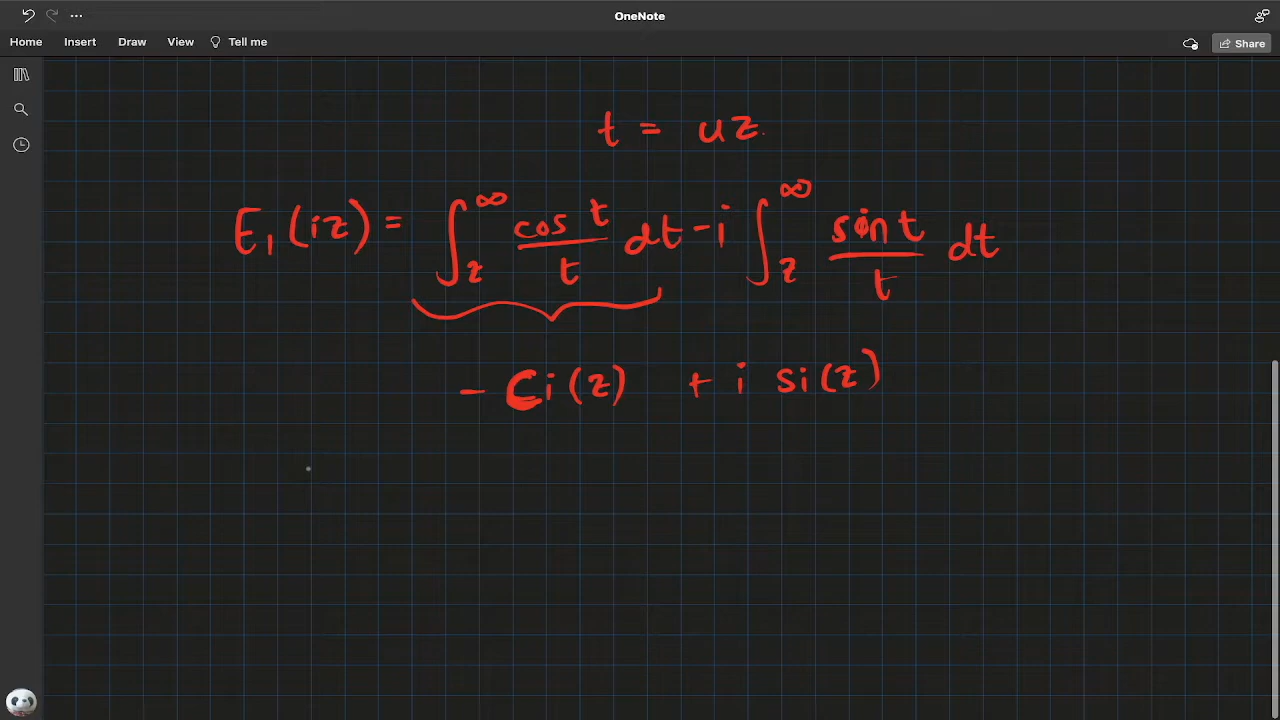 OneNote
Home Insert Draw View Tell me Share
t = uz
E₁(iz) = ∫_z^∞ cos t / t dt - i ∫_z^∞ sin t / t dt
- Ci(z) + i si(z)